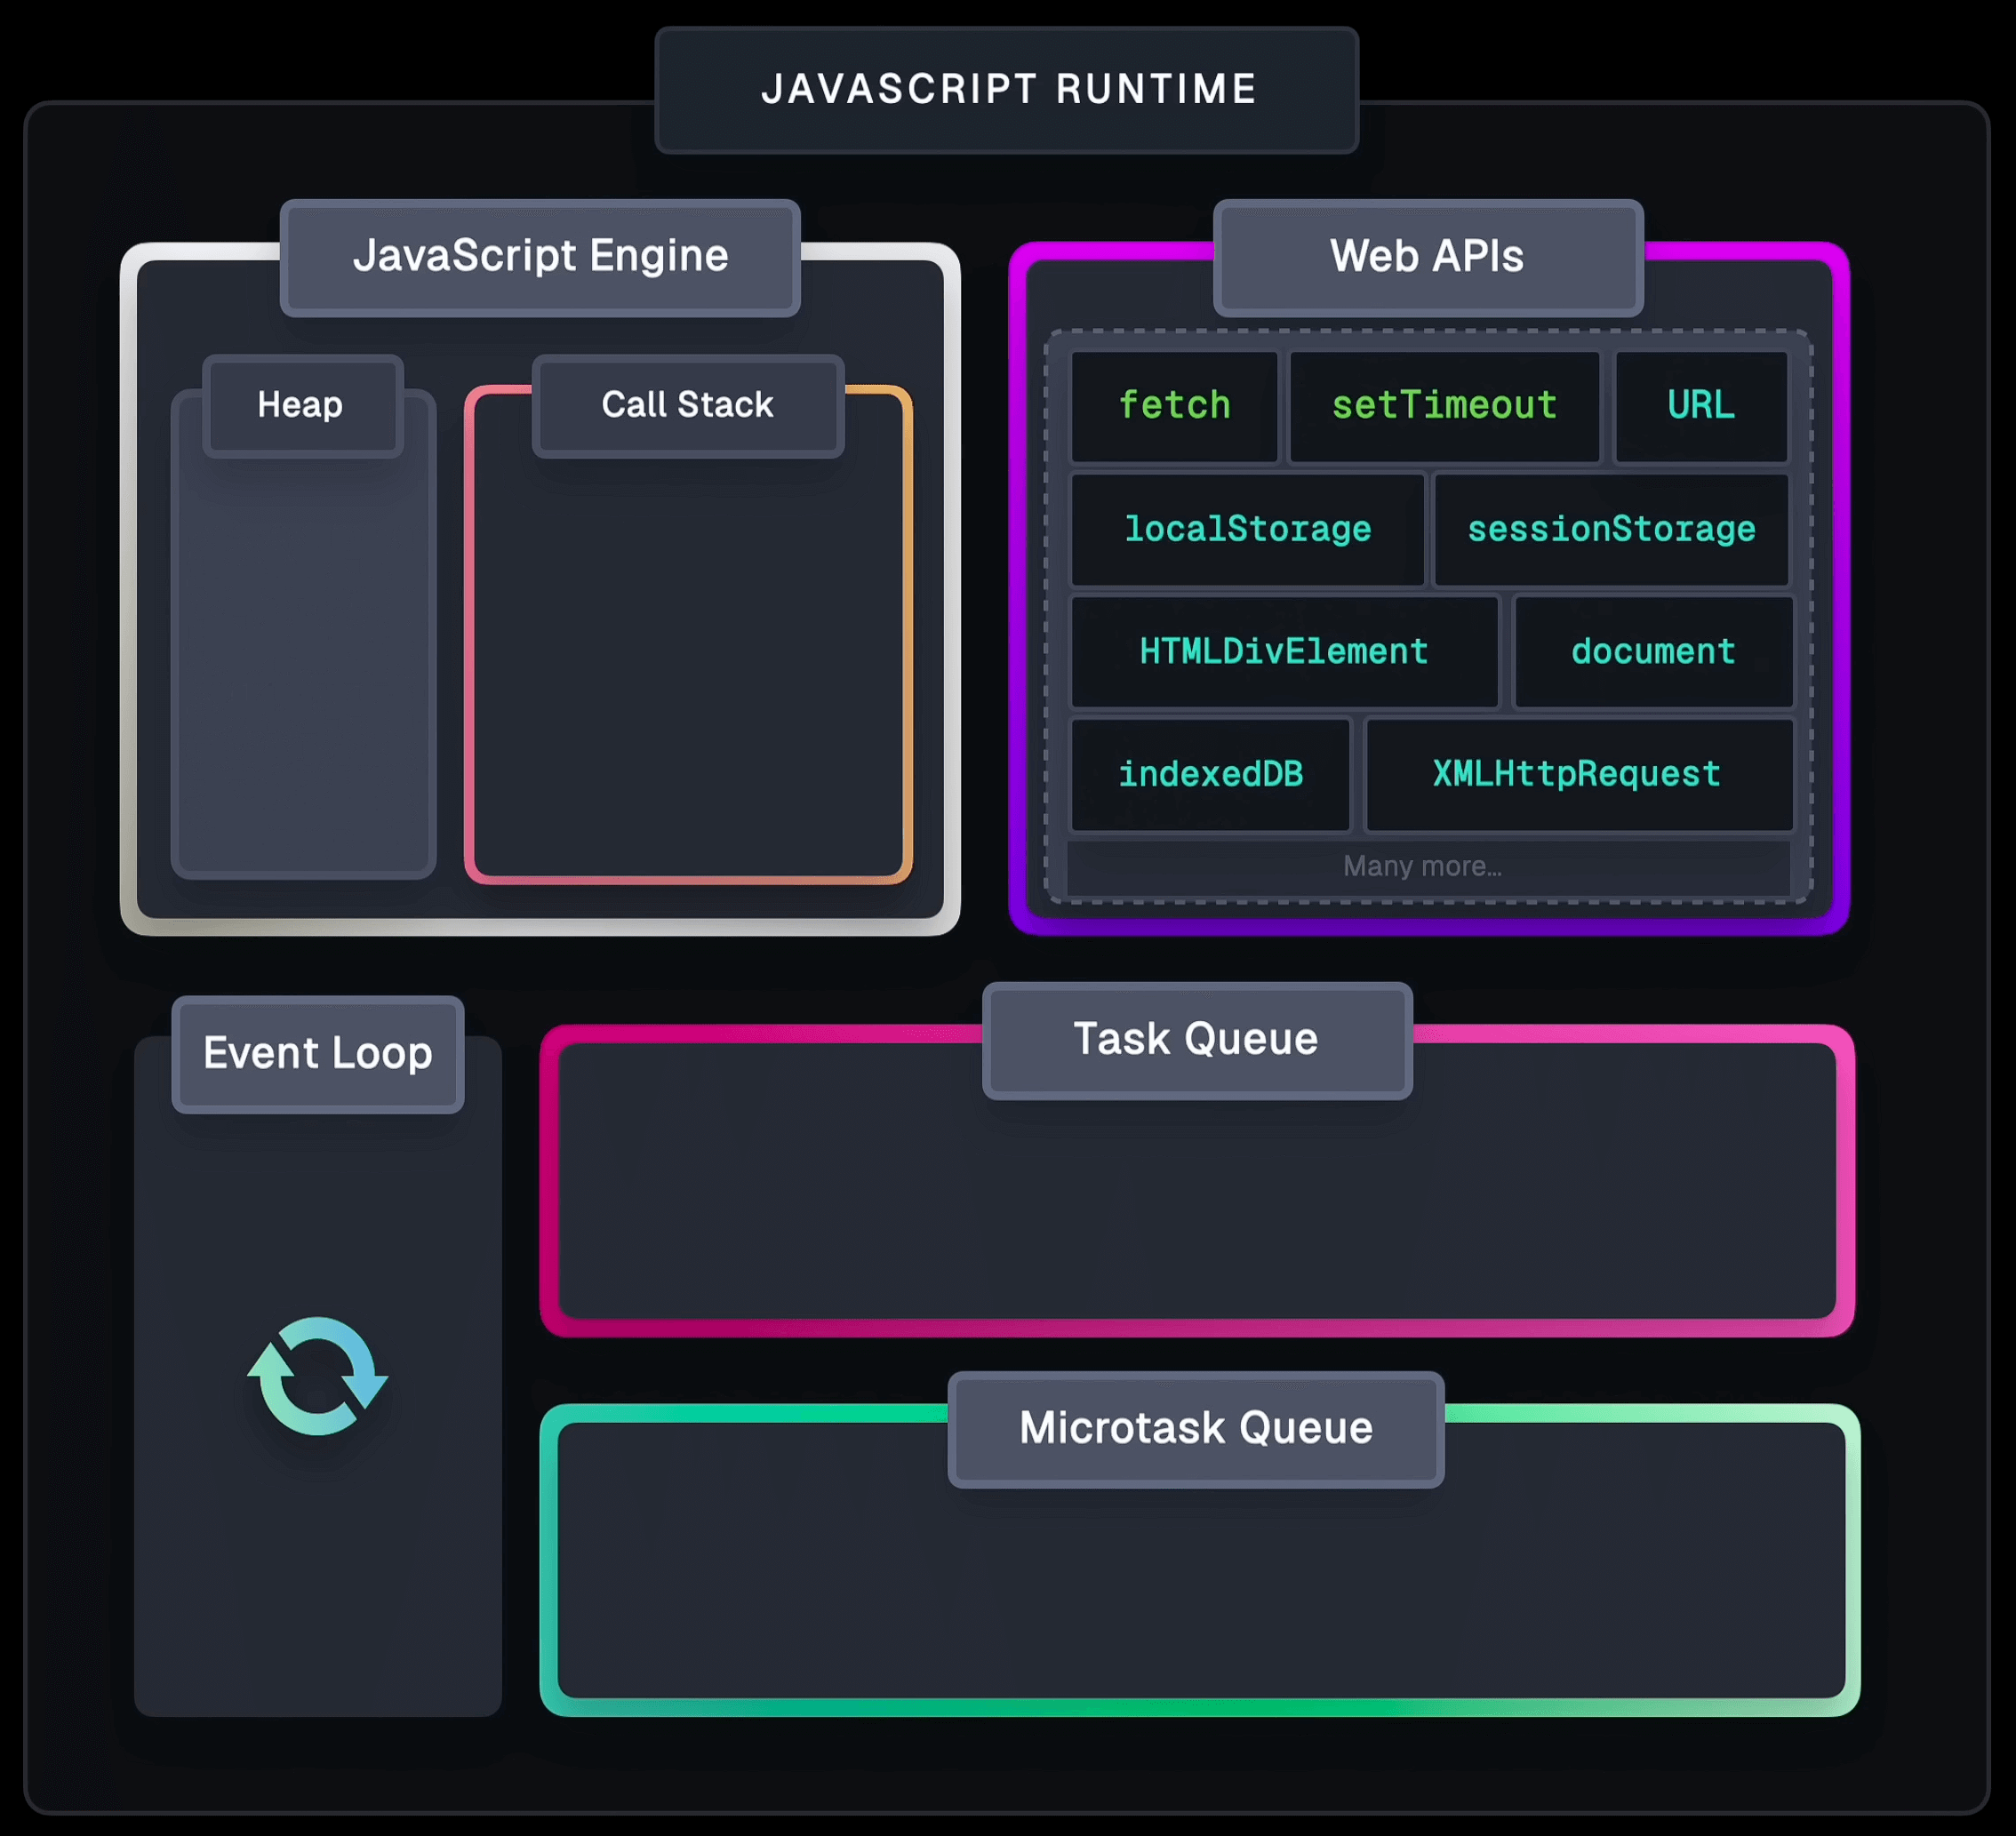 JAVASCRIPT RUNTIME
JavaScript Engine
Heap
Call Stack
Web APIs
fetch
setTimeout
URL
localStorage
sessionStorage
HTMLDivElement
document
indexedDB
XMLHttpRequest
Many more…
Event Loop
Task Queue
Microtask Queue